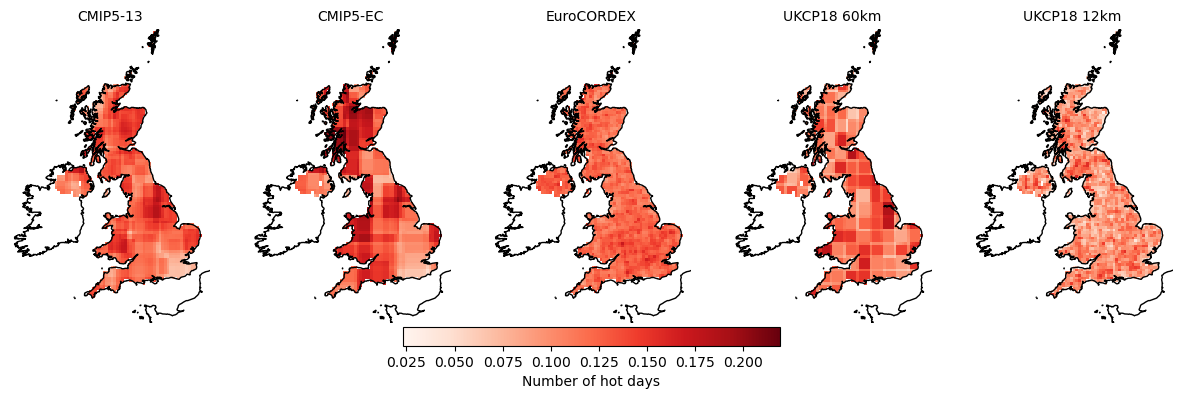 CMIP5-13 CMIP5-EC EuroCORDEX UKCP18 60km UKCP18 12km
0.025 0.050 0.075 0.100 0.125 0.150 0.175 0.200
Number of hot days